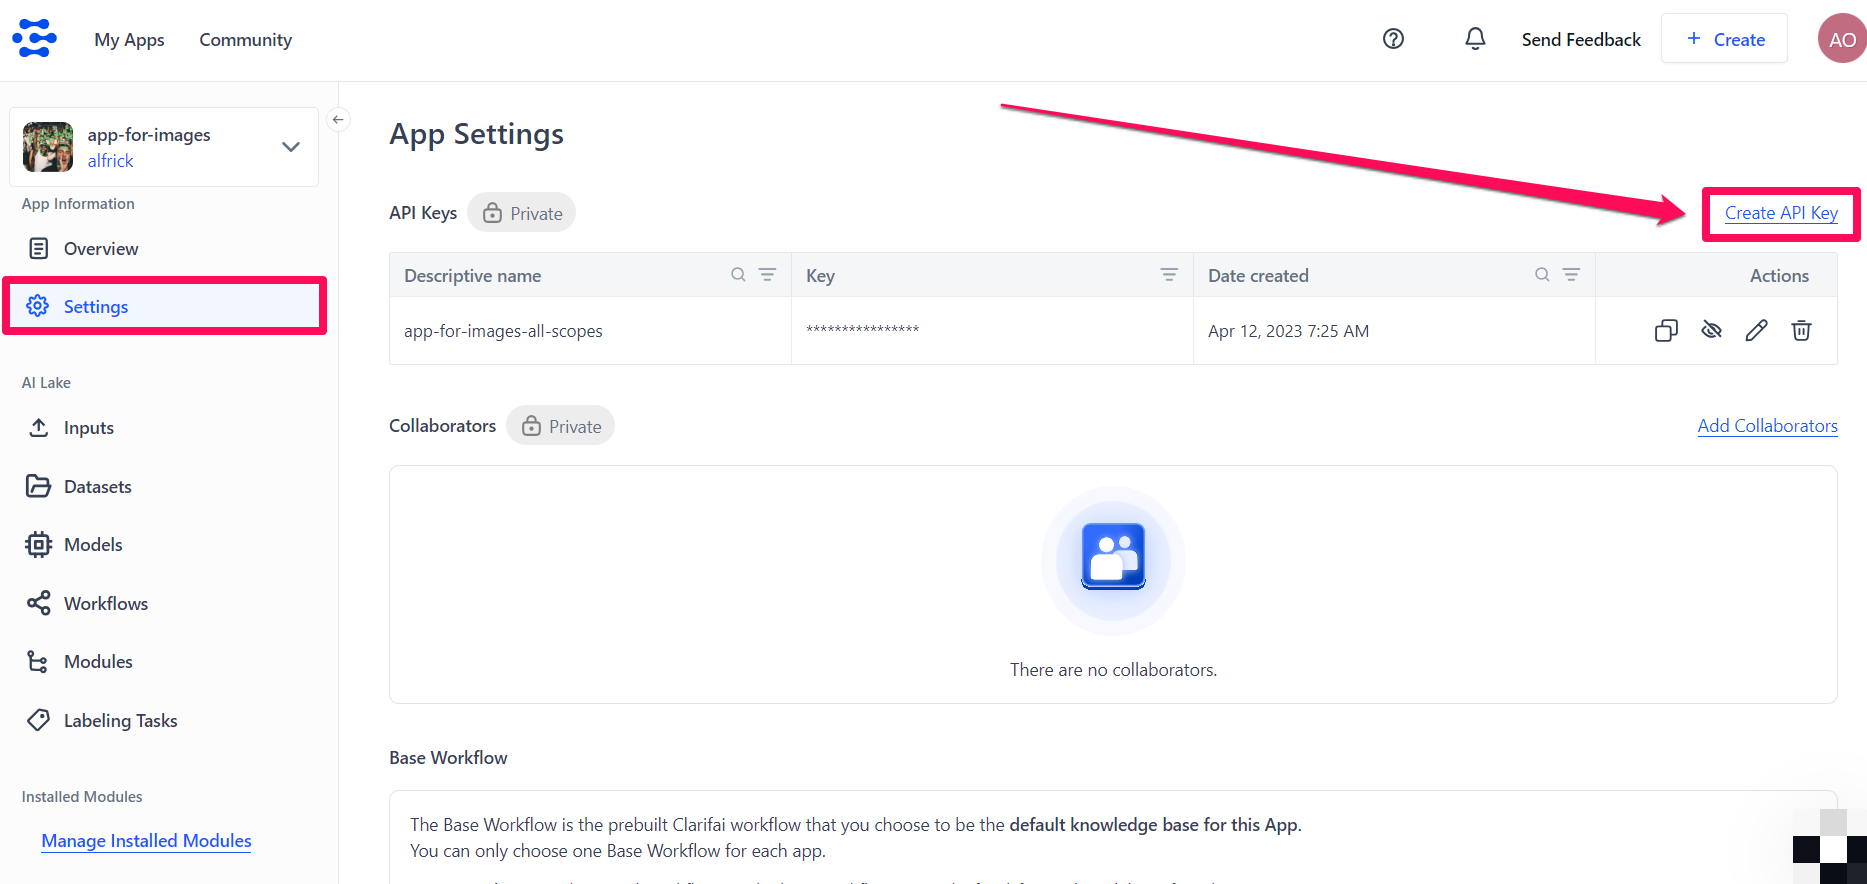 My Apps
Community
Send Feedback
+ Create
AO
app-for-images
alfrick
App Information
Overview
Settings
AI Lake
Inputs
Datasets
Models
Workflows
Modules
Labeling Tasks
Installed Modules
Manage Installed Modules
App Settings
API Keys
Private
Create API Key
Descriptive name
Key
Date created
Actions
app-for-images-all-scopes
****************
Apr 12, 2023 7:25 AM
Collaborators
Private
Add Collaborators
There are no collaborators.
Base Workflow
The Base Workflow is the prebuilt Clarifai workflow that you choose to be the default knowledge base for this App.
You can only choose one Base Workflow for each app.